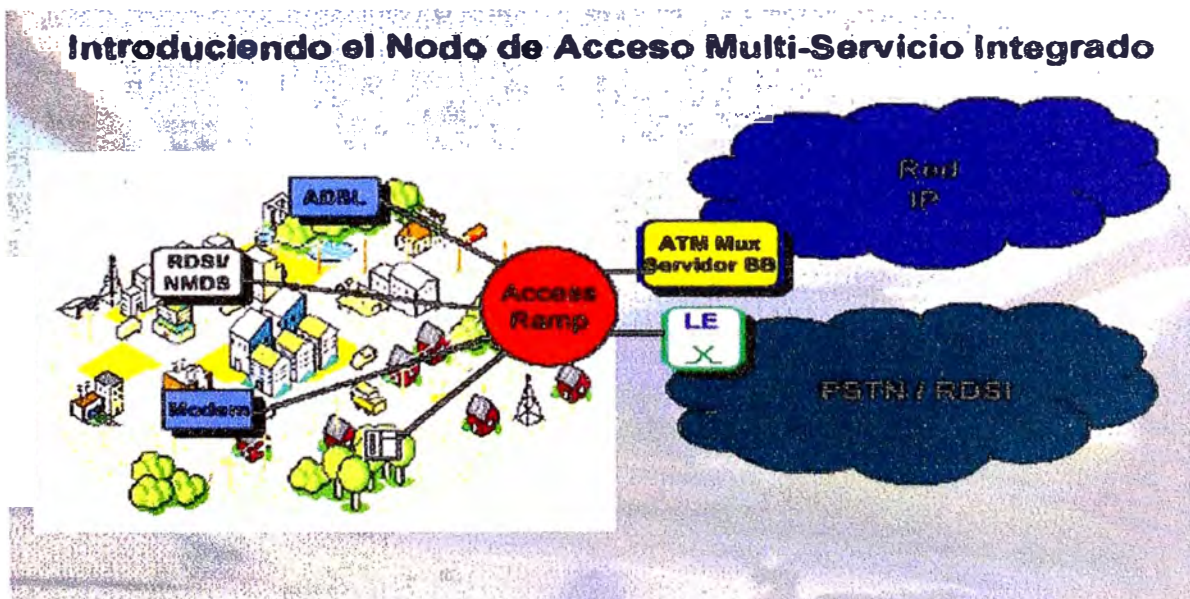 Introduciendo el Nodo de Acceso Multi-Servicio Integrado
Red
IP
ADSL
ATM Mux
Servidor BB
RDSI/
NMDS
Access
Ramp
LE
PSTN / RDSI
Modem